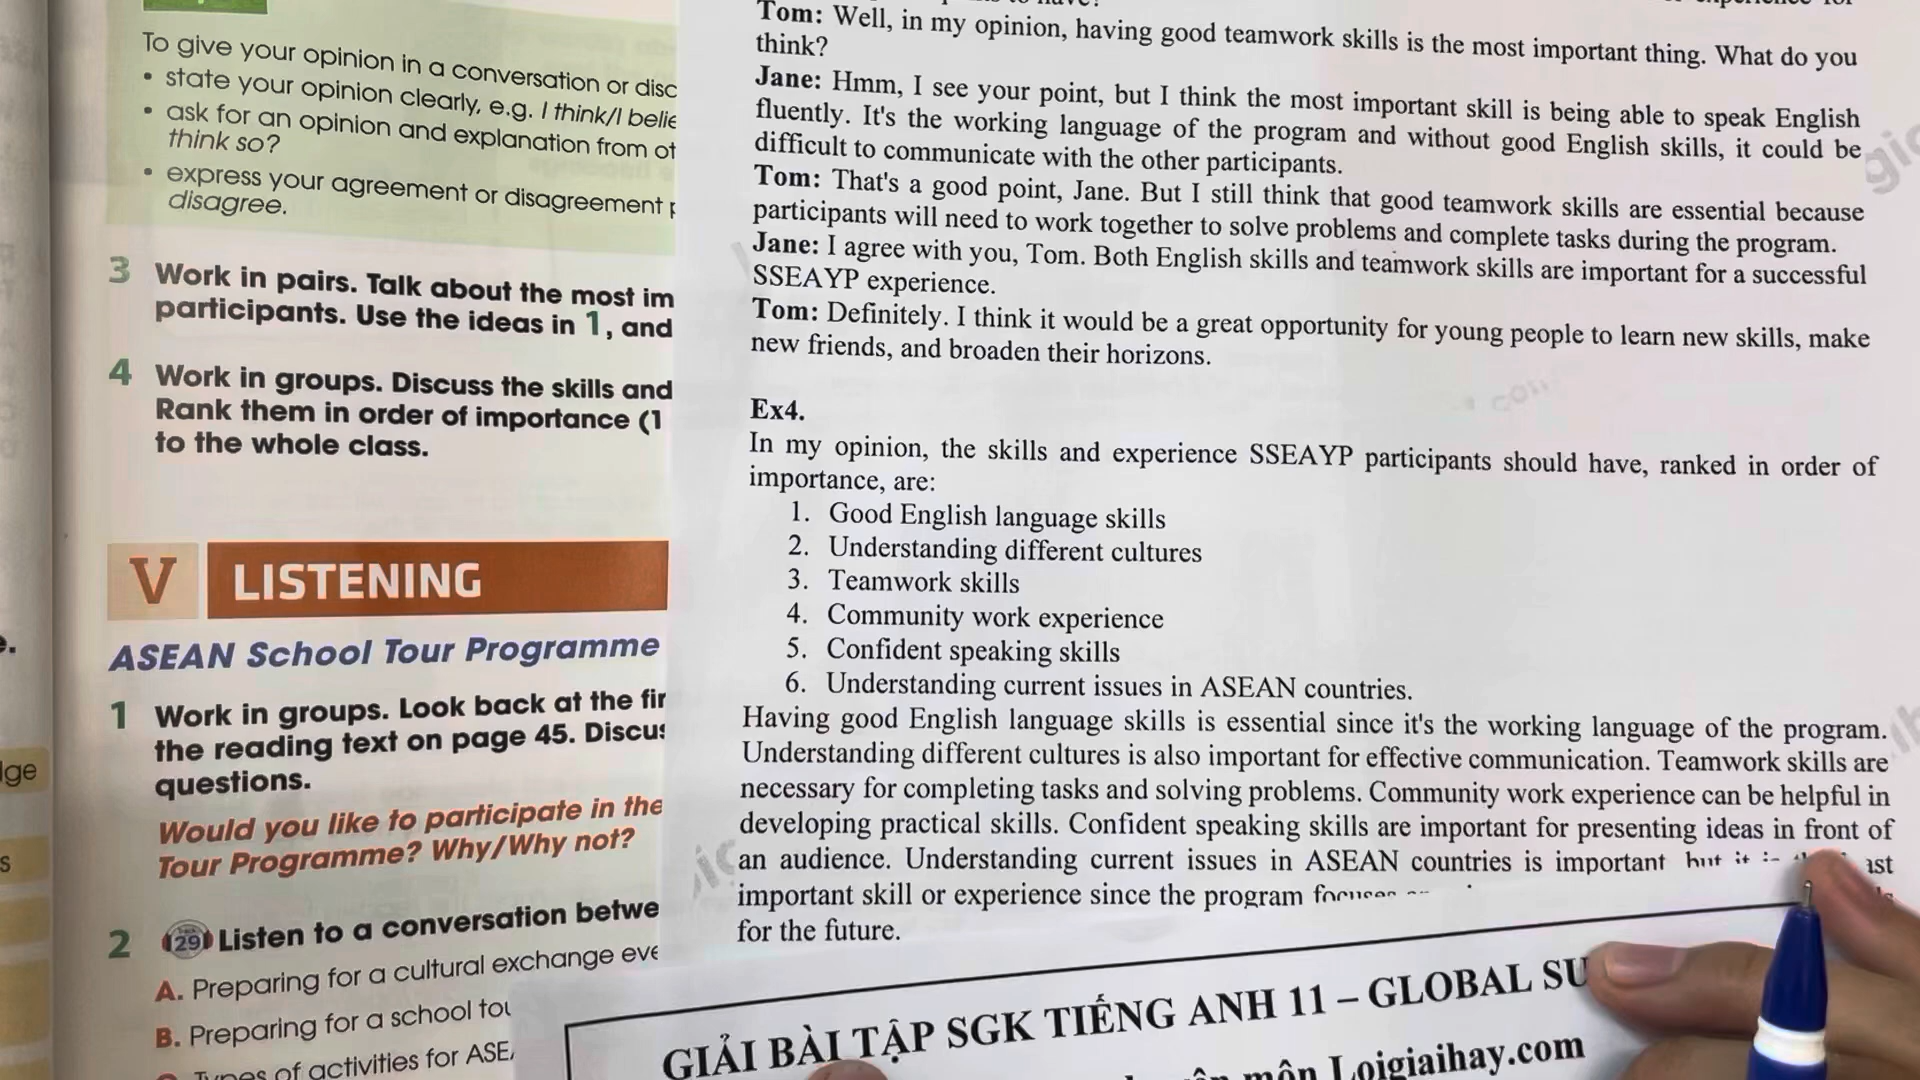 To give your opinion in a conversation or disc
• state your opinion clearly, e.g. I think/I belie
• ask for an opinion and explanation from ot
think so?
• express your agreement or disagreement
disagree.
3 Work in pairs. Talk about the most im
participants. Use the ideas in 1, and
4 Work in groups. Discuss the skills and
Rank them in order of importance (1
to the whole class.
V LISTENING
ASEAN School Tour Programme
1 Work in groups. Look back at the fir
the reading text on page 45. Discus
questions.
Would you like to participate in the
Tour Programme? Why/Why not?
2 29 Listen to a conversation betwe
A. Preparing for a cultural exchange eve
B. Preparing for a school tou
Types of activities for ASEA
Tom: Well, in my opinion, having good teamwork skills is the most important thing. What do you
think?
Jane: Hmm, I see your point, but I think the most important skill is being able to speak English
fluently. It's the working language of the program and without good English skills, it could be
difficult to communicate with the other participants.
Tom: That's a good point, Jane. But I still think that good teamwork skills are essential because
participants will need to work together to solve problems and complete tasks during the program.
Jane: I agree with you, Tom. Both English skills and teamwork skills are important for a successful
SSEAYP experience.
Tom: Definitely. I think it would be a great opportunity for young people to learn new skills, make
new friends, and broaden their horizons.
Ex4.
In my opinion, the skills and experience SSEAYP participants should have, ranked in order of
importance, are:
1. Good English language skills
2. Understanding different cultures
3. Teamwork skills
4. Community work experience
5. Confident speaking skills
6. Understanding current issues in ASEAN countries.
Having good English language skills is essential since it's the working language of the program.
Understanding different cultures is also important for effective communication. Teamwork skills are
necessary for completing tasks and solving problems. Community work experience can be helpful in
developing practical skills. Confident speaking skills are important for presenting ideas in front of
an audience. Understanding current issues in ASEAN countries is important but it
important skill or experience since the program focuses
for the future.
GIẢI BÀI TẬP SGK TIẾNG ANH 11 – GLOBAL SU
môn Loigiaihay.com